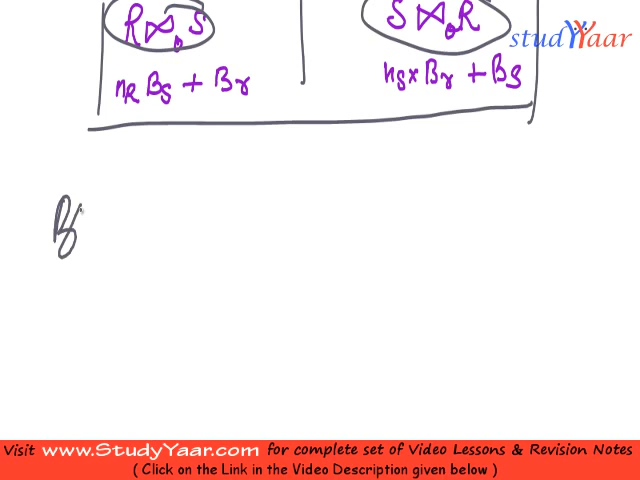 R ⋈θ S
S ⋈θ R
studYYaar
nR BS + Br
nS × Br + BS
Visit www.StudyYaar.com for complete set of Video Lessons & Revision Notes
( Click on the Link in the Video Description given below )